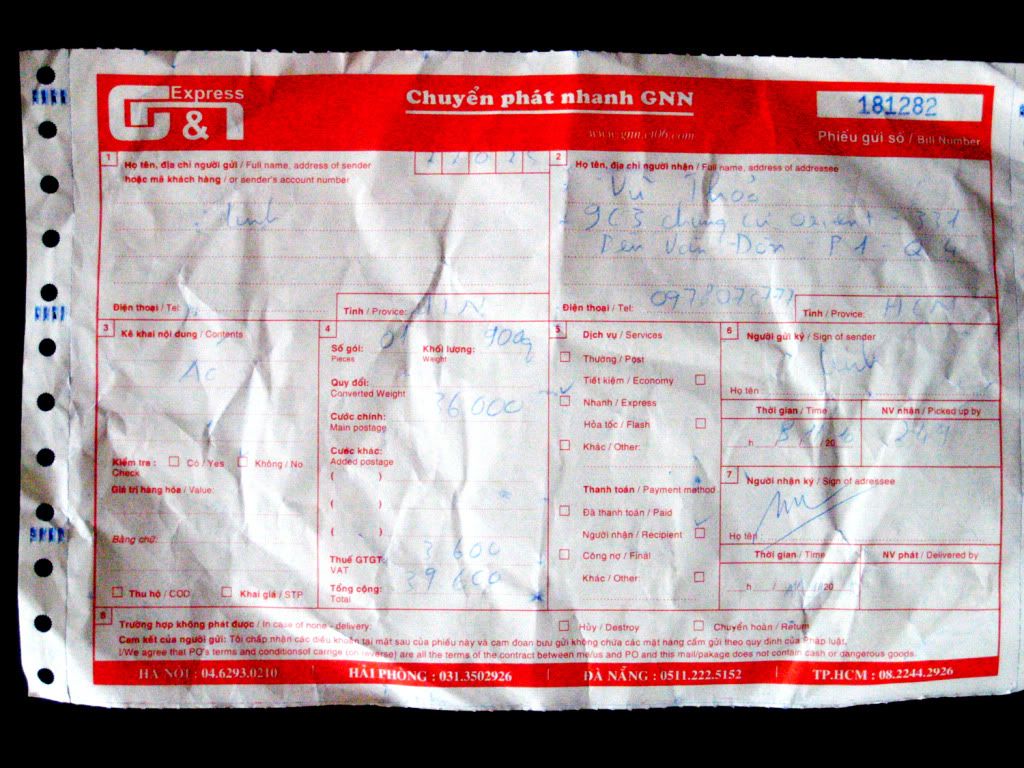 G&N Express
Chuyển phát nhanh GNN
181282
www.gnn.vt06.com
Phiếu gửi số / Bill Number
1 Họ tên, địa chỉ người gửi / Full name, address of sender
hoặc mã khách hàng / or sender's account number
Điện thoại / Tel:
Tỉnh / Provice: HN
2 Họ tên, địa chỉ người nhận / Full name, address of addressee
Vũ Thảo
9C3 chung cư orient - 331
Bến Vân Đồn P1 - Q4
Điện thoại / Tel:
Tỉnh / Provice: HCM
3 Kê khai nội dung / Contents
Kiểm tra : Có / Yes Không / No
Check
Giá trị hàng hóa / Value:
Bằng chữ:
Thu hộ / COD Khai giá / STP
4
Số gói: 01 Khối lượng: 900g
Pieces Weight
Quy đổi:
Converted Weight
36000
Cước chính:
Main postage
Cước khác:
Added postage
( )
( )
( )
Thuế GTGT: 3.600
VAT
Tổng cộng: 39 600
Total
5 Dịch vụ / Services
Thường / Post
Tiết kiệm / Economy
Nhanh / Express
Hỏa tốc / Flash
Khác / Other:
Thanh toán / Payment method
Đã thanh toán / Paid
Người nhận / Recipient
Công nợ / Final
Khác / Other:
6 Người gửi ký / Sign of sender
Họ tên
Thời gian / Time NV nhận / Picked up by
h / / 20 249
7 Người nhận ký / Sign of adressee
Họ tên
Thời gian / Time NV phát / Delivered by
h / / 20
8 Trường hợp không phát được / In case of none - delivery: Hủy / Destroy Chuyển hoàn / Return
Cam kết của người gửi: Tôi chấp nhận các điều khoản tại mặt sau của phiếu này và cam đoan bưu gửi không chứa các mặt hàng cấm gửi theo quy định của Pháp luật.
I/We agree that PO's terms and conditionsof carrige (on reverse) are all the terms of the contract between me/us and PO and this mail/pakage does not contain cash or dangerous goods.
HÀ NỘI : 04.6293.0210 HẢI PHÒNG : 031.3502926 ĐÀ NẴNG : 0511.222.5152 TP.HCM : 08.2244.2926